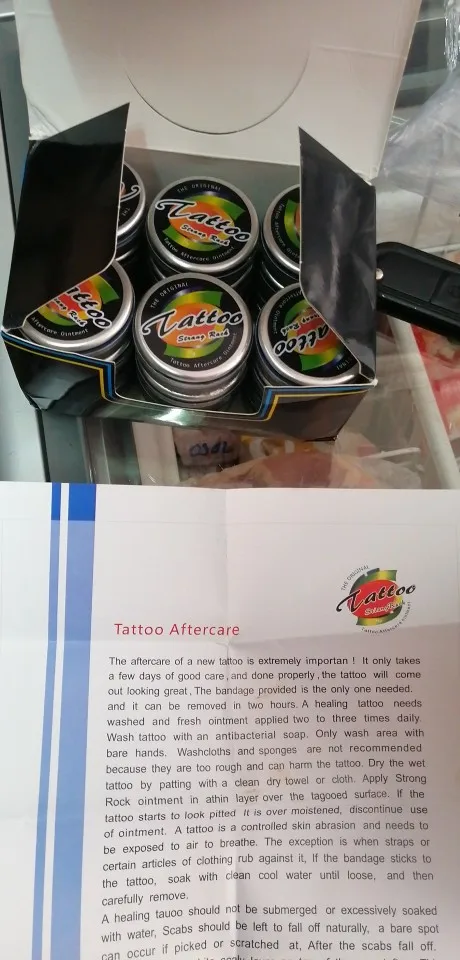 THE ORIGINAL
Tattoo
Strong Rock
Tattoo Aftercare Ointment
THE ORIGINAL
Tattoo
Strong Rock
Tattoo Aftercare Ointment
THE ORIGINAL
Tattoo
Strong Rock
Tattoo Aftercare Ointment
Tattoo Aftercare
The aftercare of a new tattoo is extremely importan ! It only takes
a few days of good care , and done properly , the tattoo will come
out looking great , The bandage provided is the only one needed.
and it can be removed in two hours. A healing tattoo needs
washed and fresh ointment applied two to three times daily.
Wash tattoo with an antibacterial soap. Only wash area with
bare hands. Washcloths and sponges are not recommended
because they are too rough and can harm the tattoo. Dry the wet
tattoo by patting with a clean dry towel or cloth. Apply Strong
Rock ointment in athin layer over the tagooed surface. If the
tattoo starts to look pitted It is over moistened, discontinue use
of ointment. A tattoo is a controlled skin abrasion and needs to
be exposed to air to breathe. The exception is when straps or
certain articles of clothing rub against it, If the bandage sticks to
the tattoo, soak with clean cool water until loose, and then
carefully remove.
A healing tauoo should not be submerged or excessively soaked
with water, Scabs should be left to fall off naturally, a bare spot
can occur if picked or scratched at, After the scabs fall off.